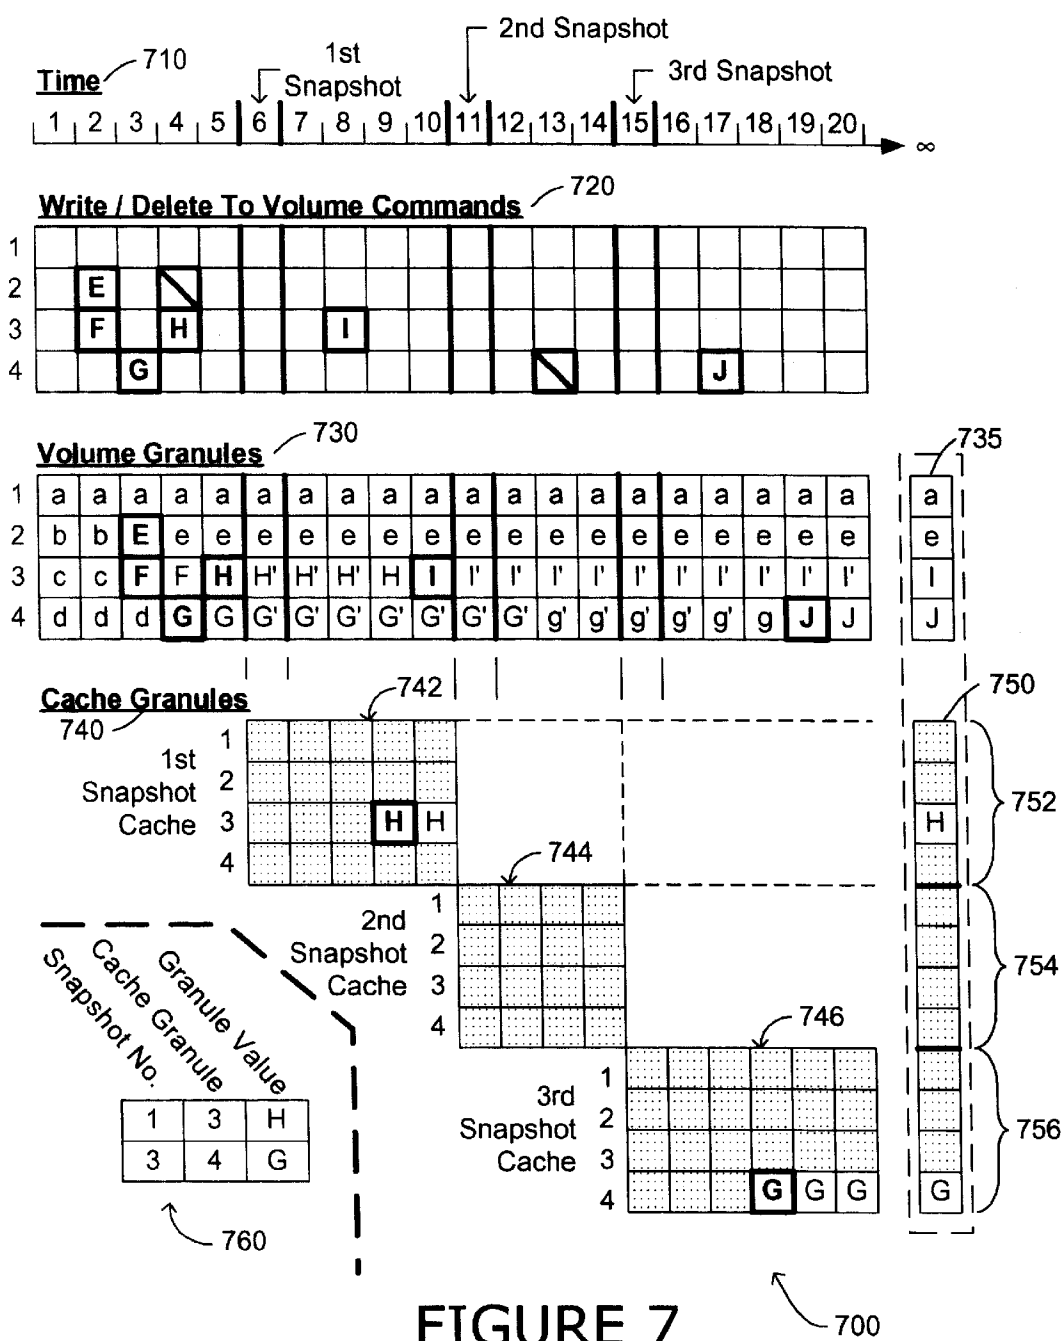 2nd Snapshot
710
1st
Snapshot
3rd Snapshot
Time
1 2 3 4 5 6 7 8 9 10 11 12 13 14 15 16 17 18 19 20 ∞
720
Write / Delete To Volume Commands
1
2 E
3 F H I
4 G J
730
Volume Granules
735
1 a a a a a a a a a a a a a a a a a a a a a
2 b b E e e e e e e e e e e e e e e e e e e
3 c c F F H H' H' H' H I I' I' I' I' I' I' I' I' I' I' I
4 d d d G G G' G' G' G' G' G' G' g' g' g' g' g' g J J J
Cache Granules
740
742
750
1st
Snapshot
Cache
1
2
3 H H H
4
752
744
2nd
Snapshot
Cache
1
2
3
4
754
746
3rd
Snapshot
Cache
1
2
3
4 G G G G
756
Snapshot No.
Cache Granule
Granule Value
1 3 H
3 4 G
760
700
FIGURE 7